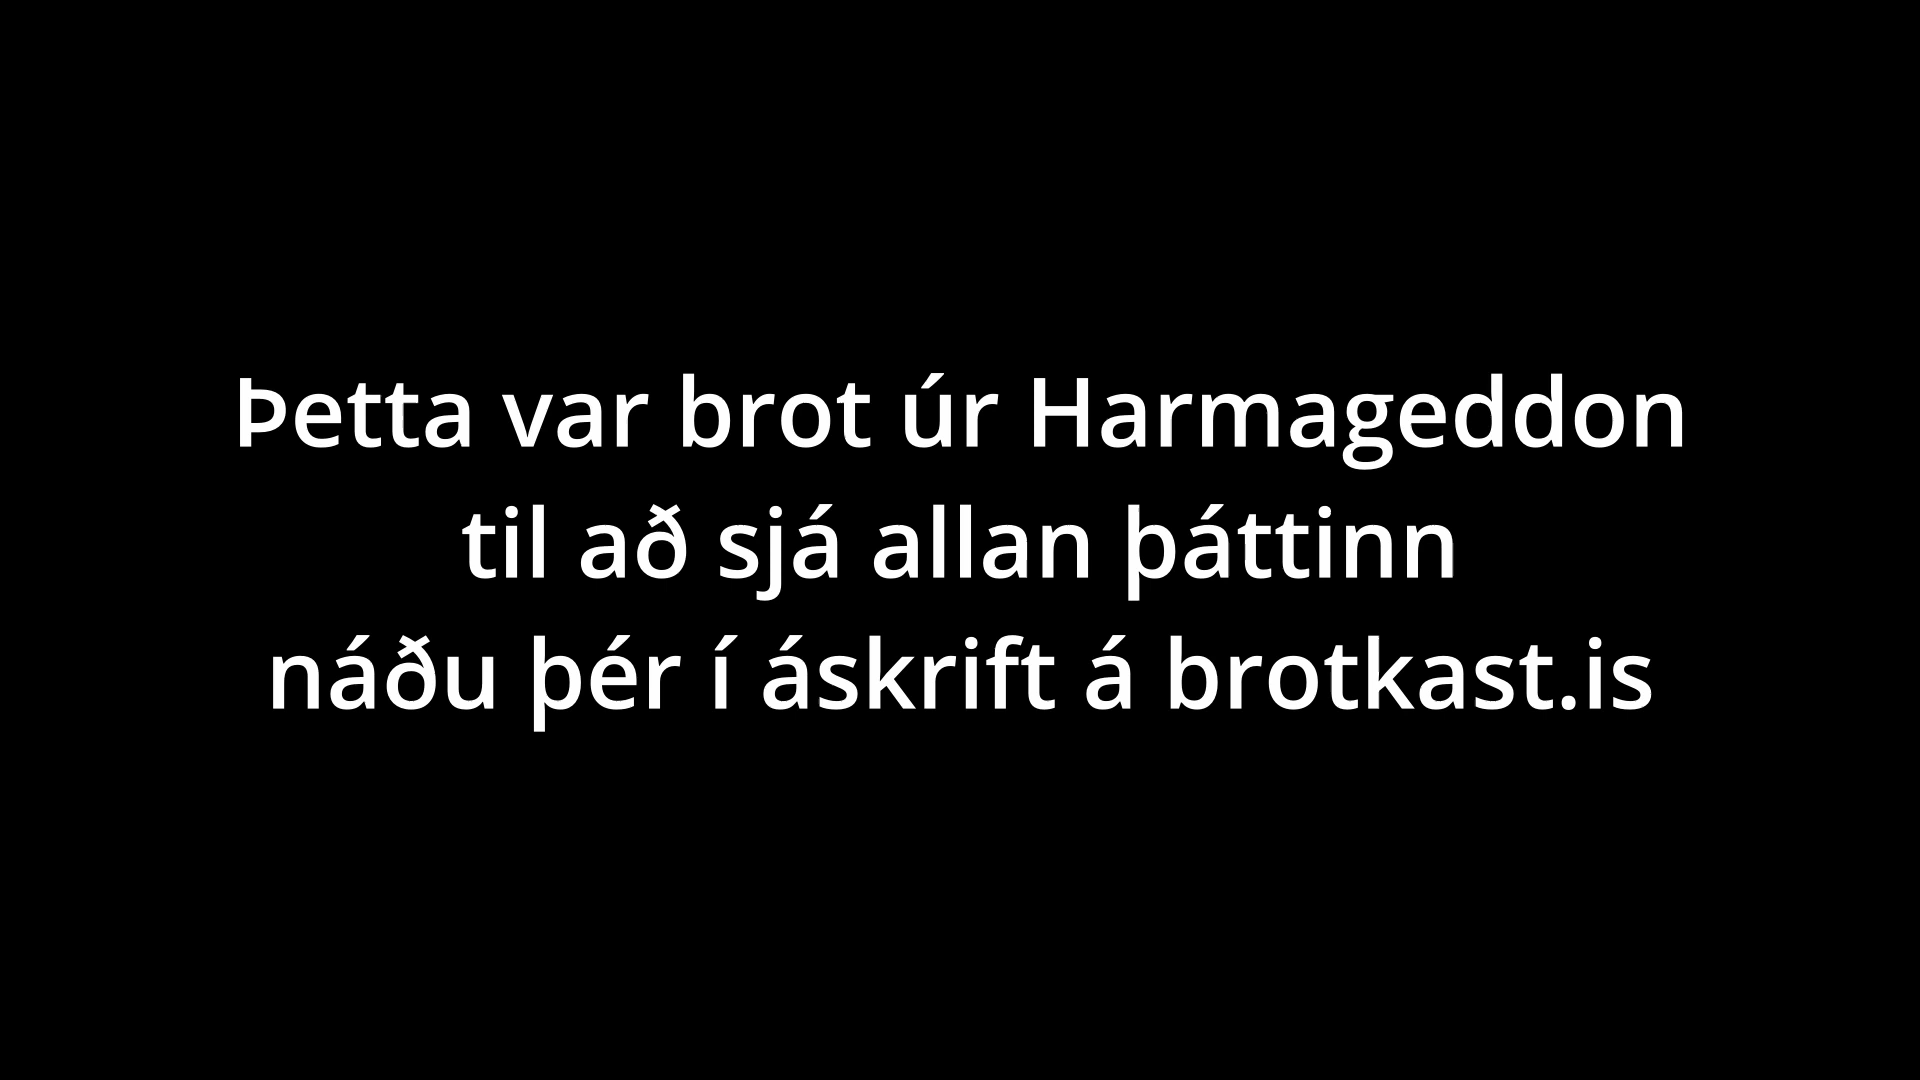 Þetta var brot úr Harmageddon
til að sjá allan þáttinn
náðu þér í áskrift á brotkast.is